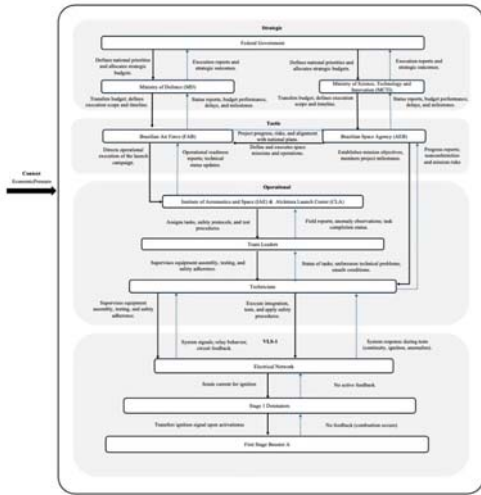 Strategic
Federal Government
Defines national priorities
and allocates strategic
budgets.
Execution reports and
strategic outcomes.
Defines national priorities
and allocates strategic
budgets.
Execution reports
and strategic
outcomes.
Ministry of Defence (MD)
Ministry of Science, Technology and
Innovation (MCTI)
Transfers budget, defines
execution scope and
timeline.
Status reports, budget performance,
delays, and milestones.
Transfers budget, defines
execution scope and timeline.
Status reports, budget performance,
delays, and milestones.
Tactic
Brazilian Air Force (FAB)
Project progress, risks, and alignment
with national plans.
Brazilian Space Agency (AEB)
Directs operational
execution of the launch
campaign.
Operational readiness
reports; technical
status updates.
Define and executes space
missions and operations.
Establishes mission objectives,
monitors project milestones.
Progress reports,
nonconformities
and mission risks
Context
Economic Pressure
Operational
Institute of Aeronautics and Space (IAE) & Alcântara Launch Center (CLA)
Assigns tasks, safety protocols, and test
procedures.
Field reports, anomaly observations, task
completion status.
Team Leaders
Supervises equipment assembly, testing, and
safety adherence.
Status of tasks, unforeseen technical problems,
unsafe conditions.
Technicians
Supervises equipment
assembly, testing, and safety
adherence.
Execute integration,
tests, and apply safety
procedures.
System signals; relay behavior,
circuit feedback.
VLS-1
System response during tests
(continuity, ignition, anomalies).
Electrical Network
Sends current for ignition
No active feedback
Stage 1 Detonators
Transfers ignition signal upon activation
No feedback (combustion occurs)
First Stage Booster A